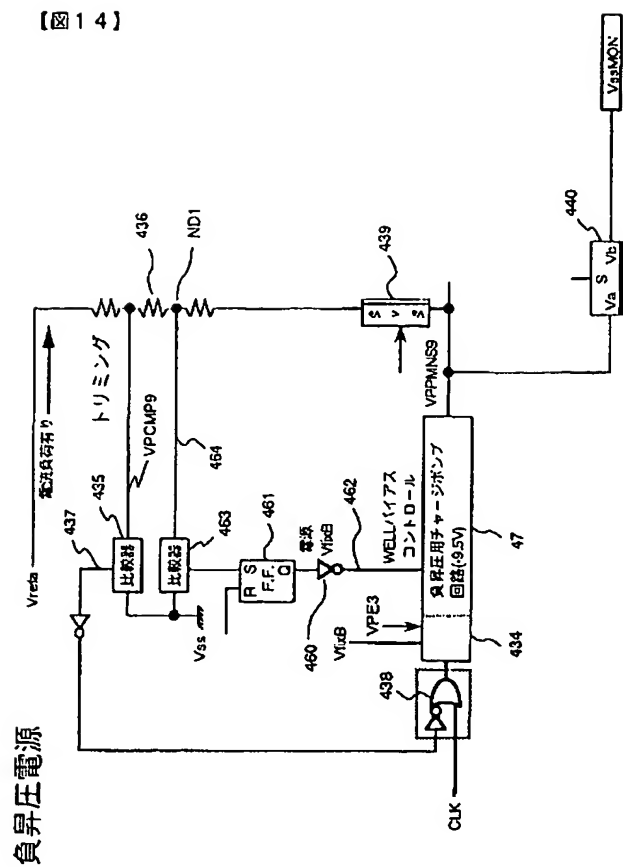 【図14】
負昇圧電源
Vrefa
電流負荷有り
トリミング
436
ND1
437
435
VPCMP9
比較器
463
464
比較器
Vss
461
R S
F.F.
Q
電源
VfixB
460
462
WELLバイアス
コントロール
439
VPPMNS9
VfixB
VPE3
負昇圧用チャージポンプ
回路(-9.5V)
47
434
438
CLK
440
S
Va Vb
VssMON